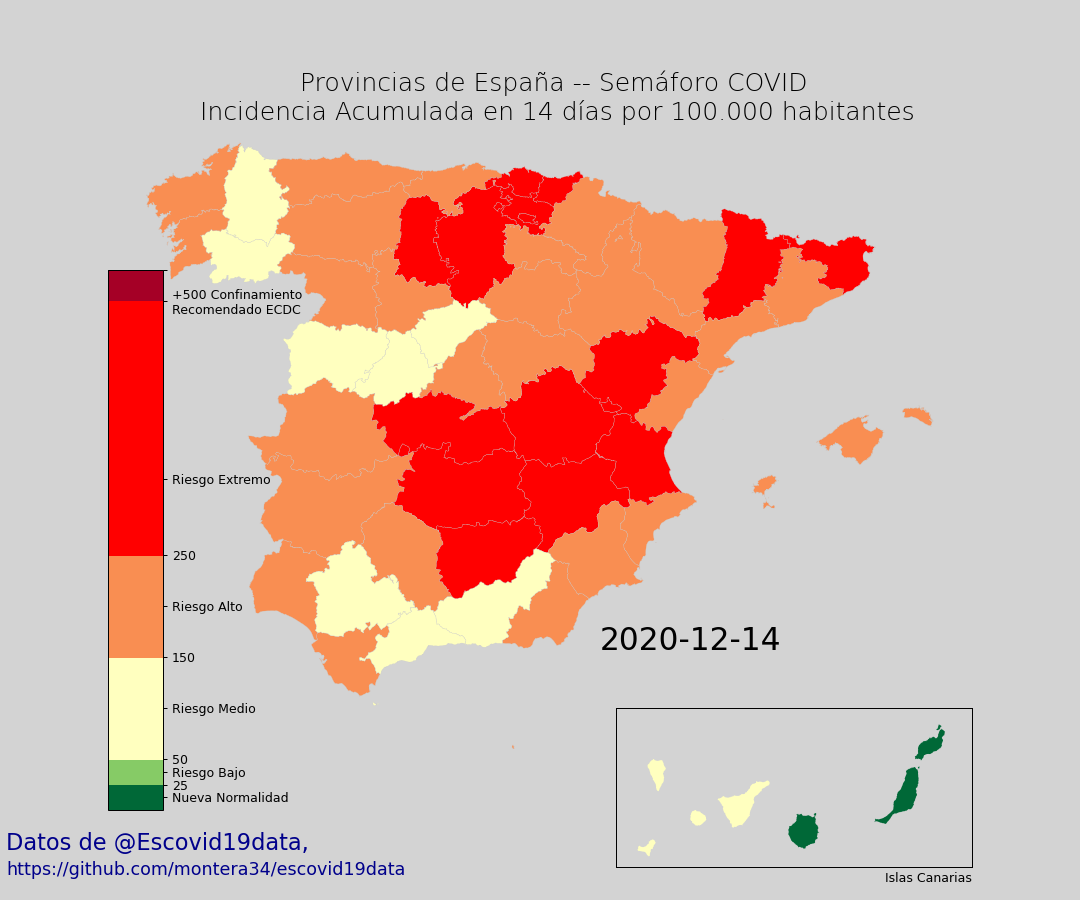 Provincias de España -- Semáforo COVID
Incidencia Acumulada en 14 días por 100.000 habitantes
+500 Confinamiento
Recomendado ECDC
Riesgo Extremo
250
Riesgo Alto
150
Riesgo Medio
50
Riesgo Bajo
25
Nueva Normalidad
2020-12-14
Islas Canarias
Datos de @Escovid19data,
https://github.com/montera34/escovid19data